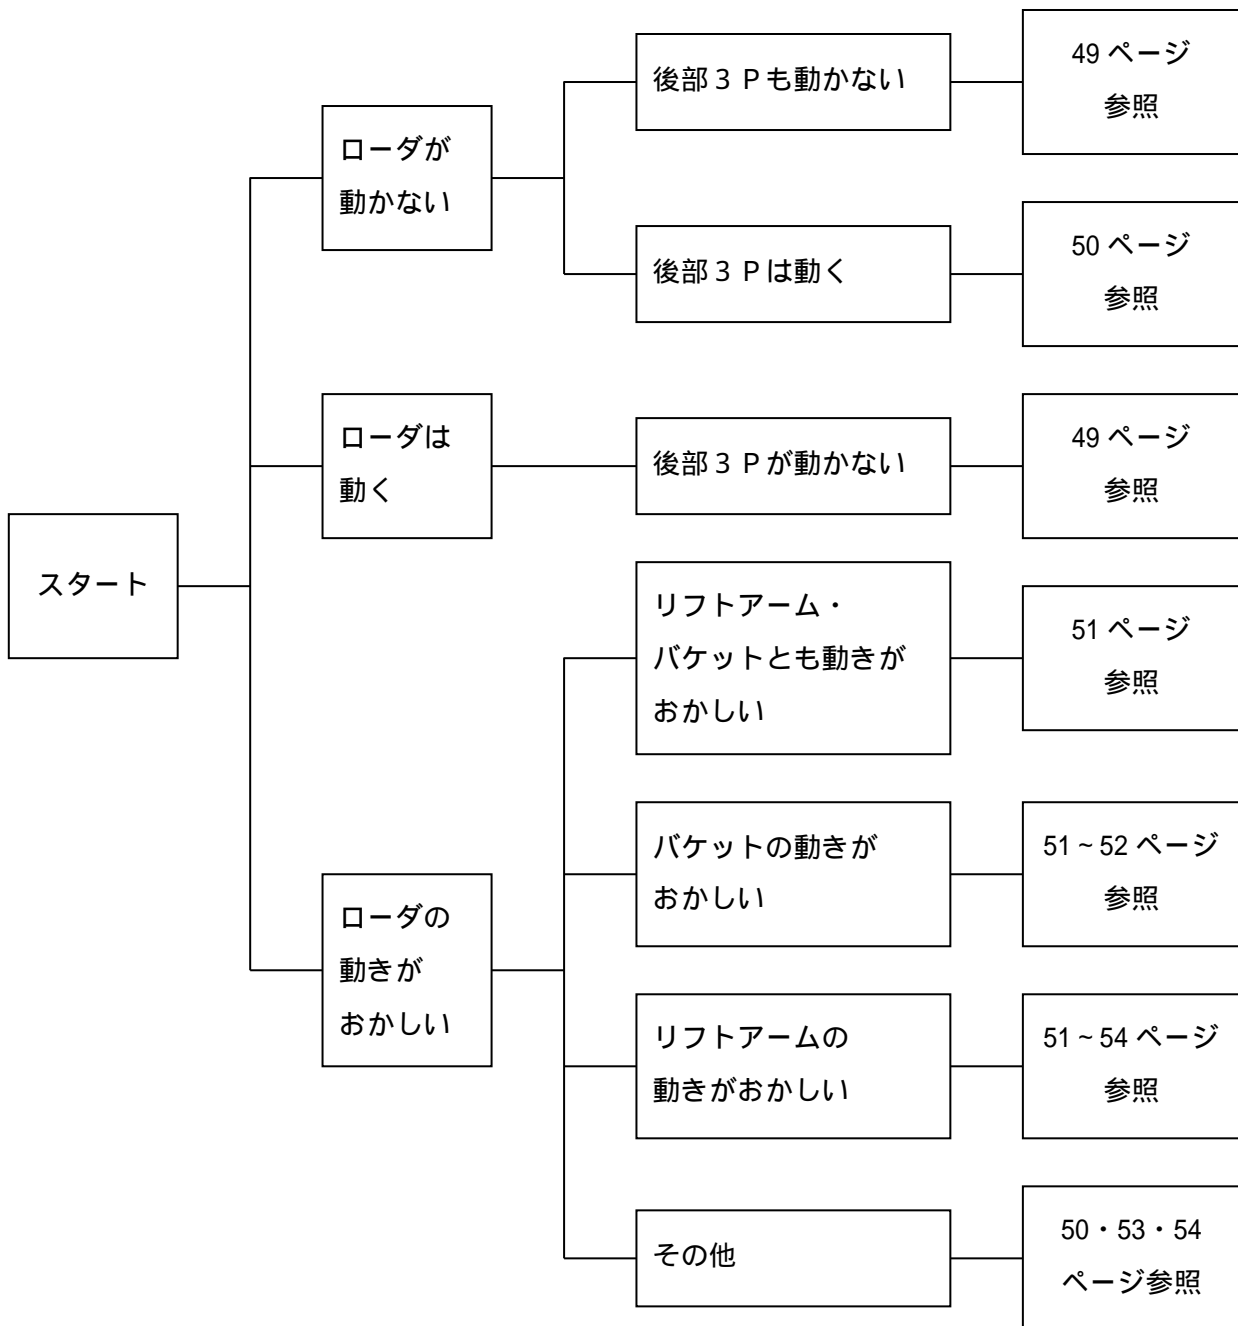 スタート
ローダが
動かない
後部３Ｐも動かない
49 ページ
参照
後部３Ｐは動く
50 ページ
参照
ローダは
動く
後部３Ｐが動かない
49 ページ
参照
ローダの
動きが
おかしい
リフトアーム・
バケットとも動きが
おかしい
51 ページ
参照
バケットの動きが
おかしい
51 ~ 52 ページ
参照
リフトアームの
動きがおかしい
51 ~ 54 ページ
参照
その他
50・53・54
ページ参照